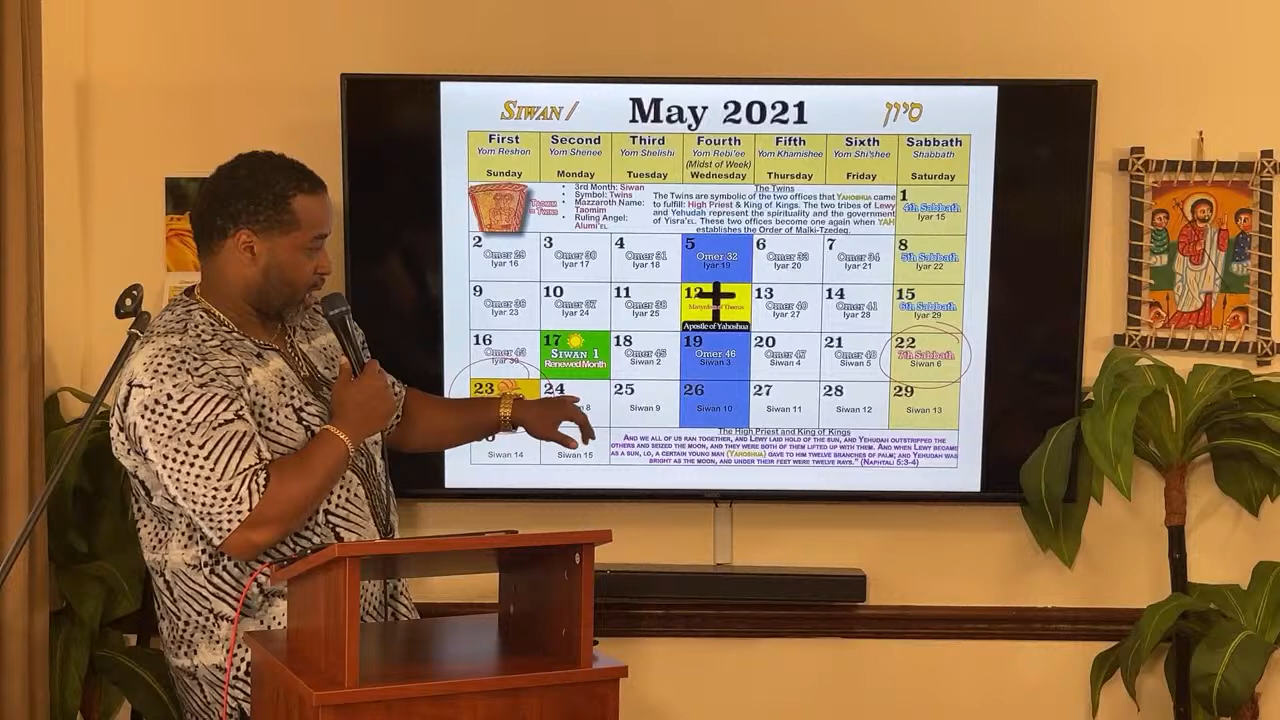 SIWAN / May 2021 סיון
First Second Third Fourth Fifth Sixth Sabbath
Yom Reshon Yom Shenee Yom Shelishi Yom Rebi'ee Yom Khamishee Yom Shi'shee Shabbath
(Midst of Week)
Sunday Monday Tuesday Wednesday Thursday Friday Saturday
TAOMIM = TWINS
• 3rd Month: Siwan
• Symbol: Twins
• Mazzaroth Name: Taomim
• Ruling Angel: Alumi'EL
The Twins
The Twins are symbolic of the two offices that YAHOSHUA came
to fulfill: High Priest & King of Kings. The two tribes of Lewy
and Yehudah represent the spirituality and the government
of Yisra'EL. These two offices become one again when YAH
establishes the Order of Malki-Tzedeq.
1
4th Sabbath
Iyar 15
2 3 4 5 6 7 8
Omer 29 Omer 30 Omer 31 Omer 32 Omer 33 Omer 34 5th Sabbath
Iyar 16 Iyar 17 Iyar 18 Iyar 19 Iyar 20 Iyar 21 Iyar 22
9 10 11 12 13 14 15
Omer 36 Omer 37 Omer 38 Martyrdom of Thomas Omer 40 Omer 41 6th Sabbath
Iyar 23 Iyar 24 Iyar 25 Apostle of Yahoshua Iyar 27 Iyar 28 Iyar 29
16 17 18 19 20 21 22
Omer 43 SIWAN 1 Omer 45 Omer 46 Omer 47 Omer 48 7th Sabbath
Iyar 30 Renewed Month Siwan 2 Siwan 3 Siwan 4 Siwan 5 Siwan 6
23 24 25 26 27 28 29
8 Siwan 9 Siwan 10 Siwan 11 Siwan 12 Siwan 13
Siwan 14 Siwan 15
The High Priest and King of Kings
AND WE ALL OF US RAN TOGETHER, AND LEWY LAID HOLD OF THE SUN, AND YEHUDAH OUTSTRIPPED THE
OTHERS AND SEIZED THE MOON, AND THEY WERE BOTH OF THEM LIFTED UP WITH THEM. AND WHEN LEWY BECAME
AS A SUN, LO, A CERTAIN YOUNG MAN (YAHOSHUA) GAVE TO HIM TWELVE BRANCHES OF PALM; AND YEHUDAH WAS
BRIGHT AS THE MOON, AND UNDER THEIR FEET WERE TWELVE RAYS." (NAPHTALI 5:3-4)